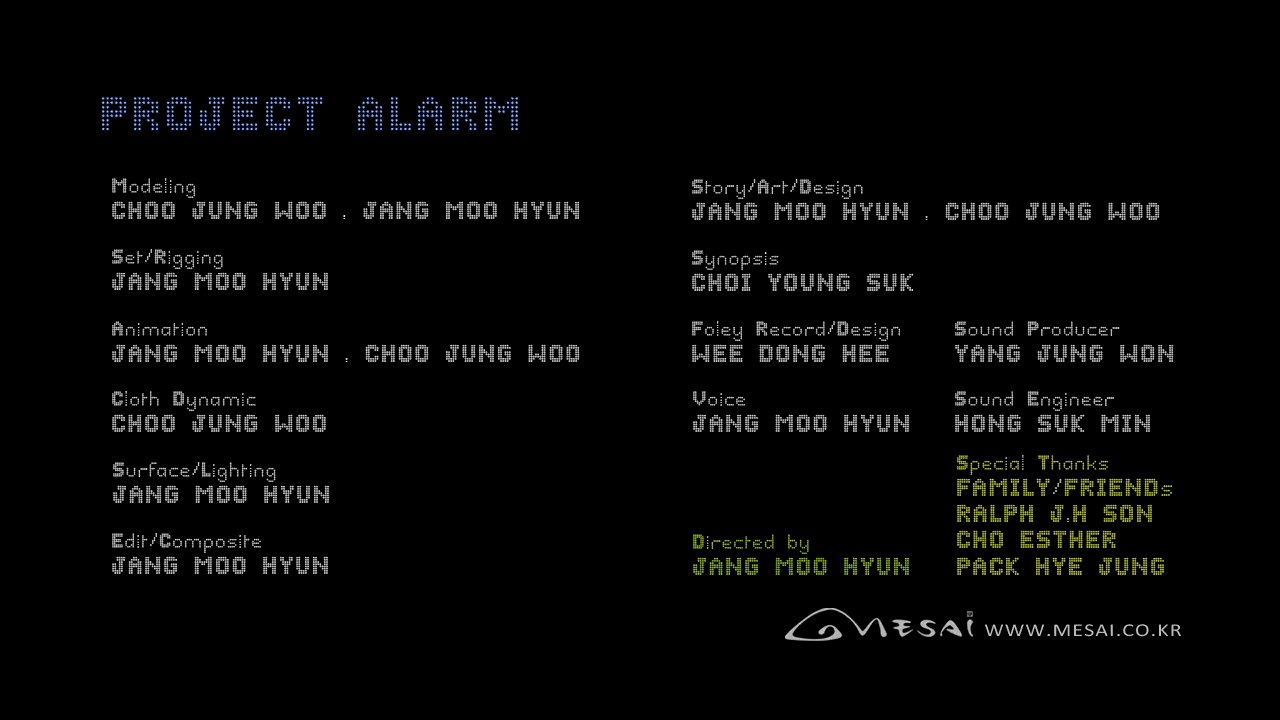 PROJECT ALARM
Modeling
CHOO JUNG WOO , JANG MOO HYUN
Set/Rigging
JANG MOO HYUN
Animation
JANG MOO HYUN , CHOO JUNG WOO
Cloth Dynamic
CHOO JUNG WOO
Surface/Lighting
JANG MOO HYUN
Edit/Composite
JANG MOO HYUN
Story/Art/Design
JANG MOO HYUN , CHOO JUNG WOO
Synopsis
CHOI YOUNG SUK
Foley Record/Design
WEE DONG HEE
Voice
JANG MOO HYUN
Directed by
JANG MOO HYUN
Sound Producer
YANG JUNG WON
Sound Engineer
HONG SUK MIN
Special Thanks
FAMILY/FRIENDs
RALPH J.H SON
CHO ESTHER
PACK HYE JUNG
MESAi WWW.MESAI.CO.KR